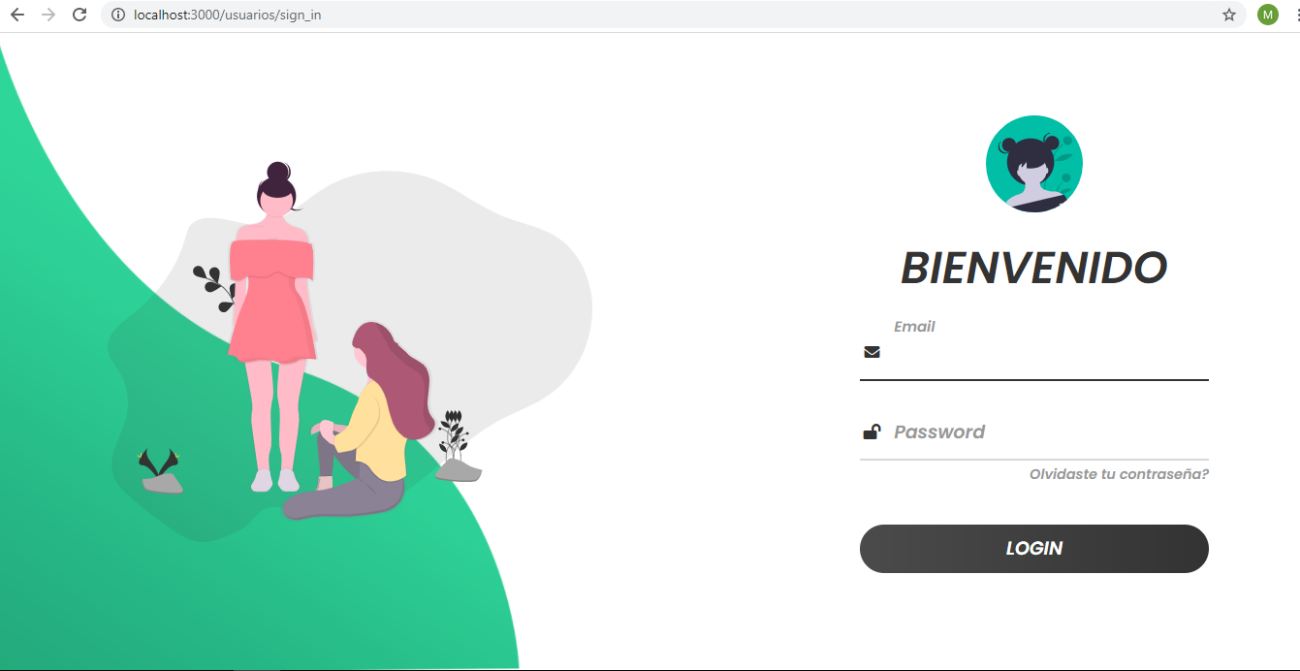 localhost:3000/usuarios/sign_in
M
BIENVENIDO
Email
Password
Olvidaste tu contraseña?
LOGIN